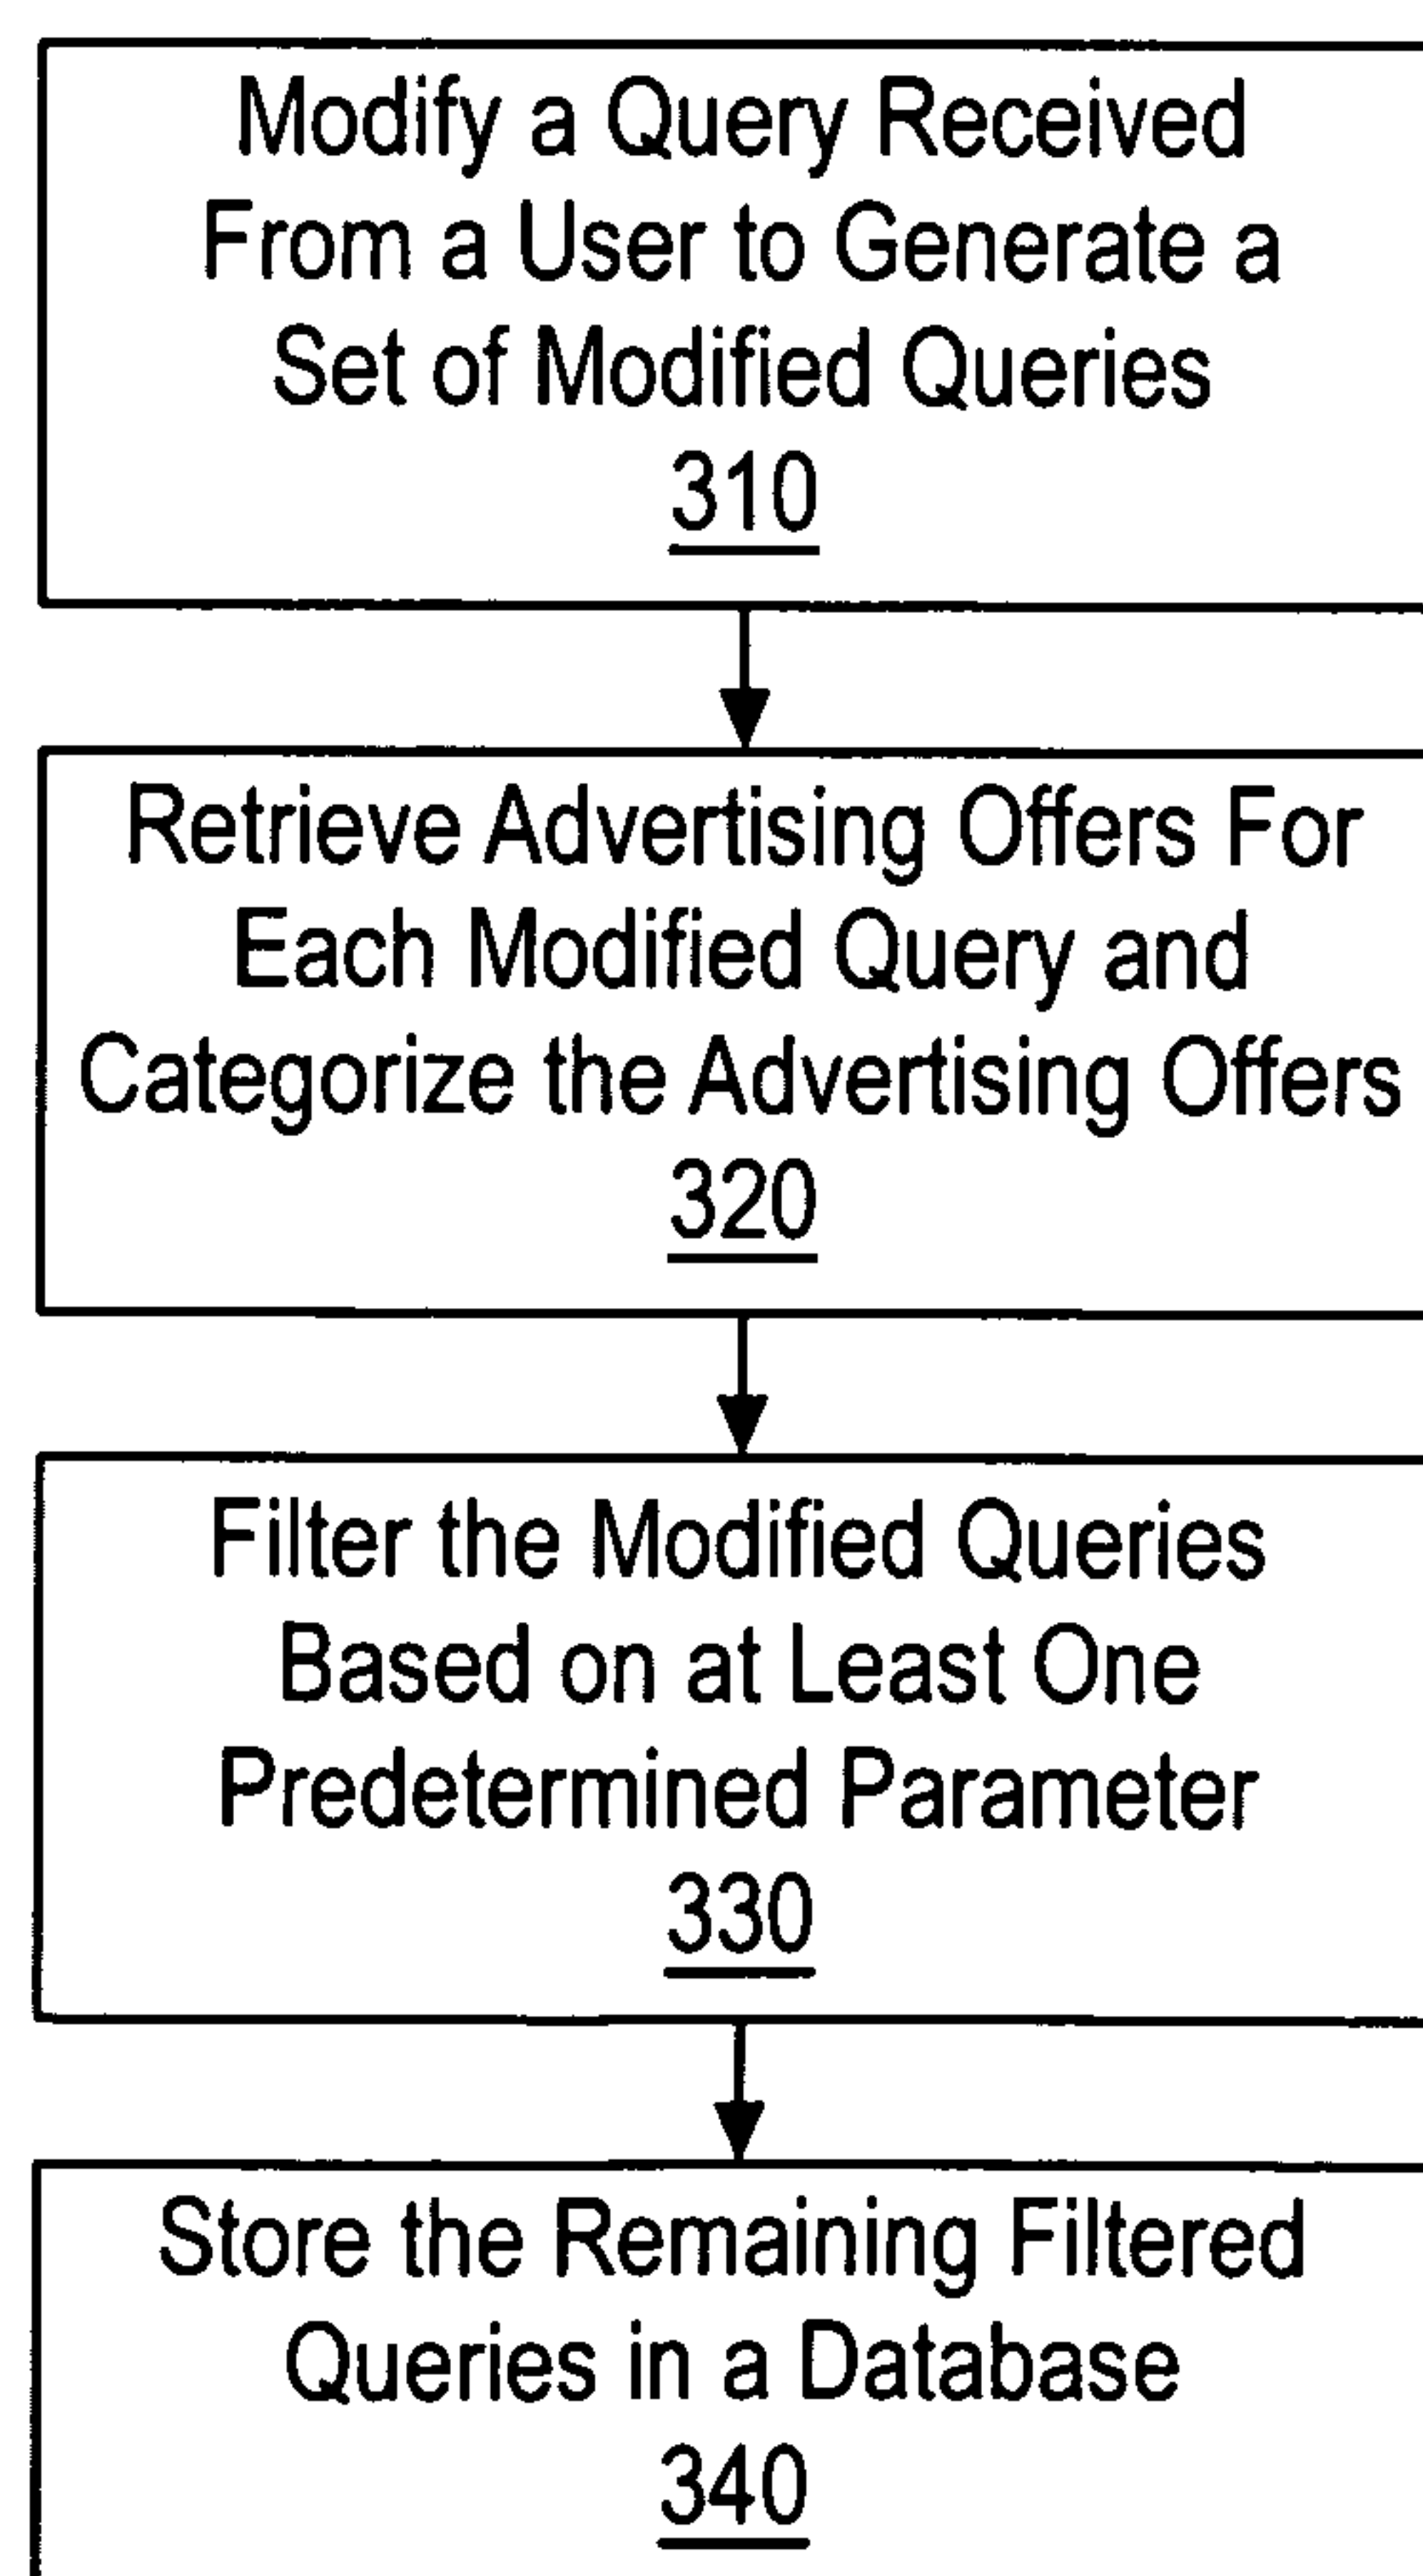 Modify a Query Received
From a User to Generate a
Set of Modified Queries
310
Retrieve Advertising Offers For
Each Modified Query and
Categorize the Advertising Offers
320
Filter the Modified Queries
Based on at Least One
Predetermined Parameter
330
Store the Remaining Filtered
Queries in a Database
340